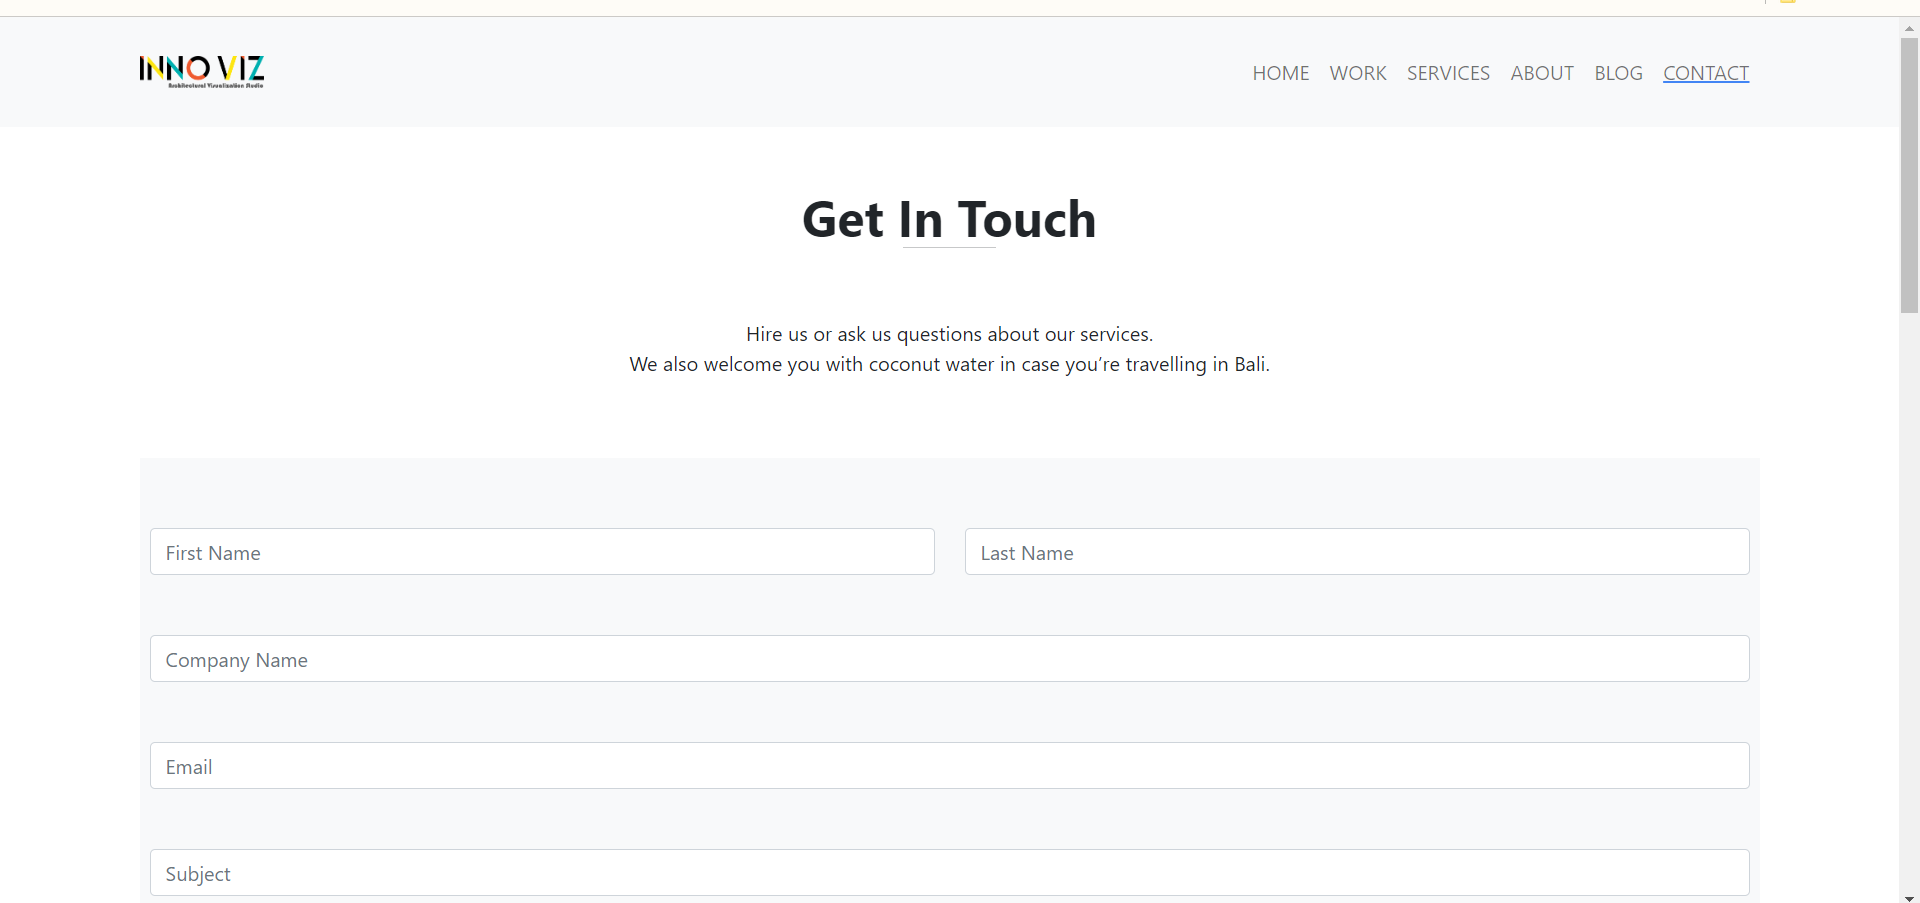 INNO VIZ
Architectural Visualization Studio
HOME WORK SERVICES ABOUT BLOG CONTACT
Get In Touch
Hire us or ask us questions about our services.
We also welcome you with coconut water in case you’re travelling in Bali.
First Name Last Name
Company Name
Email
Subject